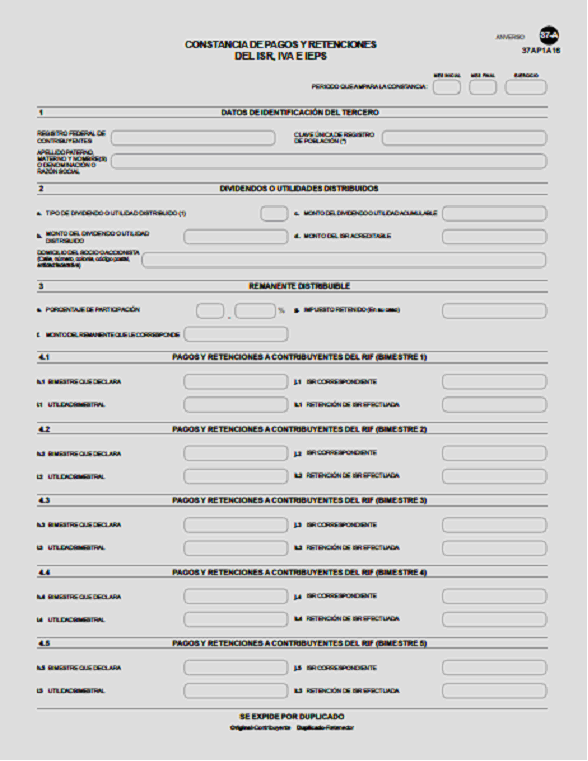 ANVERSO 37-A
37AP1A16
CONSTANCIA DE PAGOS Y RETENCIONES
DEL ISR, IVA E IEPS
MES INICIAL MES FINAL EJERCICIO
PERIODO QUE AMPARA LA CONSTANCIA:
1 DATOS DE IDENTIFICACIÓN DEL TERCERO
REGISTRO FEDERAL DE
CONTRIBUYENTES
CLAVE ÚNICA DE REGISTRO
DE POBLACIÓN (*)
APELLIDO PATERNO,
MATERNO Y NOMBRE(S)
O DENOMINACIÓN O
RAZÓN SOCIAL
2 DIVIDENDOS O UTILIDADES DISTRIBUIDOS
a. TIPO DE DIVIDENDO O UTILIDAD DISTRIBUIDO (1)
c. MONTO DEL DIVIDENDO O UTILIDAD ACUMULABLE
b. MONTO DEL DIVIDENDO O UTILIDAD
DISTRIBUIDO
d. MONTO DEL ISR ACREDITABLE
DOMICILIO DEL SOCIO O ACCIONISTA
(Calle, número, colonia, código postal,
entidad federativa)
3 REMANENTE DISTRIBUIBLE
e. PORCENTAJE DE PARTICIPACIÓN . %
g. IMPUESTO RETENIDO (En su caso)
f. MONTO DEL REMANENTE QUE LE CORRESPONDE
4.1 PAGOS Y RETENCIONES A CONTRIBUYENTES DEL RIF (BIMESTRE 1)
h.1 BIMESTRE QUE DECLARA j.1 ISR CORRESPONDIENTE
i.1 UTILIDAD BIMESTRAL k.1 RETENCIÓN DE ISR EFECTUADA
4.2 PAGOS Y RETENCIONES A CONTRIBUYENTES DEL RIF (BIMESTRE 2)
h.2 BIMESTRE QUE DECLARA j.2 ISR CORRESPONDIENTE
i.2 UTILIDAD BIMESTRAL k.2 RETENCIÓN DE ISR EFECTUADA
4.3 PAGOS Y RETENCIONES A CONTRIBUYENTES DEL RIF (BIMESTRE 3)
h.3 BIMESTRE QUE DECLARA j.3 ISR CORRESPONDIENTE
i.3 UTILIDAD BIMESTRAL k.3 RETENCIÓN DE ISR EFECTUADA
4.4 PAGOS Y RETENCIONES A CONTRIBUYENTES DEL RIF (BIMESTRE 4)
h.4 BIMESTRE QUE DECLARA j.4 ISR CORRESPONDIENTE
i.4 UTILIDAD BIMESTRAL k.4 RETENCIÓN DE ISR EFECTUADA
4.5 PAGOS Y RETENCIONES A CONTRIBUYENTES DEL RIF (BIMESTRE 5)
h.5 BIMESTRE QUE DECLARA j.5 ISR CORRESPONDIENTE
i.5 UTILIDAD BIMESTRAL k.5 RETENCIÓN DE ISR EFECTUADA
SE EXPIDE POR DUPLICADO
Original-Contribuyente Duplicado-Retenedor